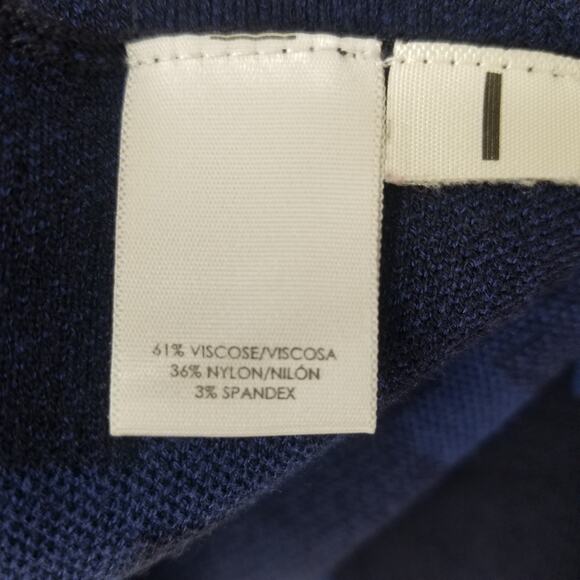 61% VISCOSE/VISCOSA
36% NYLON/NILÓN
3% SPANDEX